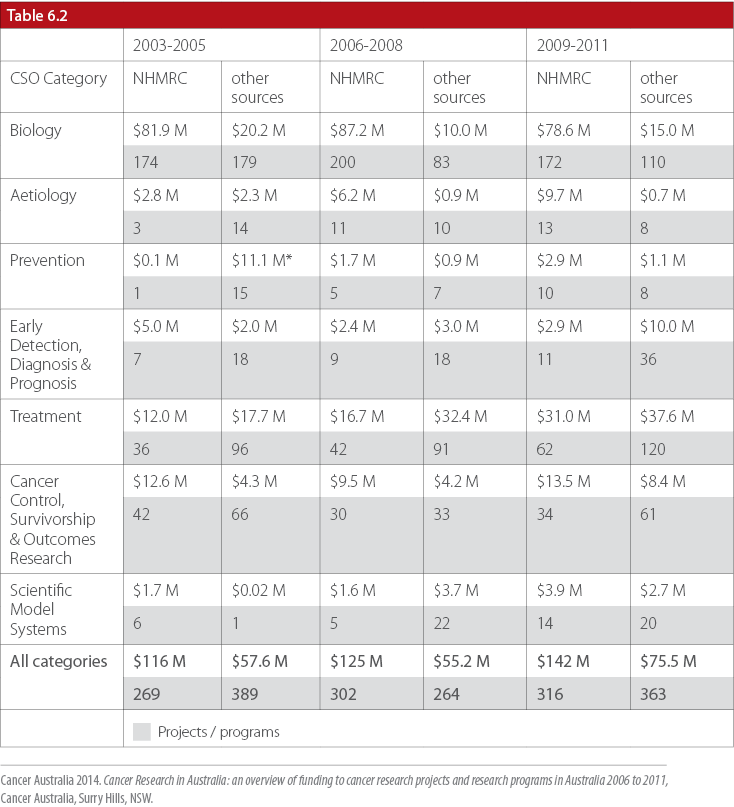 Table 6.2
2003-2005 2006-2008 2009-2011
CSO Category NHMRC other sources NHMRC other sources NHMRC other sources
Biology $81.9 M $20.2 M $87.2 M $10.0 M $78.6 M $15.0 M
174 179 200 83 172 110
Aetiology $2.8 M $2.3 M $6.2 M $0.9 M $9.7 M $0.7 M
3 14 11 10 13 8
Prevention $0.1 M $11.1 M* $1.7 M $0.9 M $2.9 M $1.1 M
1 15 5 7 10 8
Early Detection, Diagnosis & Prognosis $5.0 M $2.0 M $2.4 M $3.0 M $2.9 M $10.0 M
7 18 9 18 11 36
Treatment $12.0 M $17.7 M $16.7 M $32.4 M $31.0 M $37.6 M
36 96 42 91 62 120
Cancer Control, Survivorship & Outcomes Research $12.6 M $4.3 M $9.5 M $4.2 M $13.5 M $8.4 M
42 66 30 33 34 61
Scientific Model Systems $1.7 M $0.02 M $1.6 M $3.7 M $3.9 M $2.7 M
6 1 5 22 14 20
All categories $116 M $57.6 M $125 M $55.2 M $142 M $75.5 M
269 389 302 264 316 363
Projects / programs
Cancer Australia 2014. Cancer Research in Australia: an overview of funding to cancer research projects and research programs in Australia 2006 to 2011,
Cancer Australia, Surry Hills, NSW.